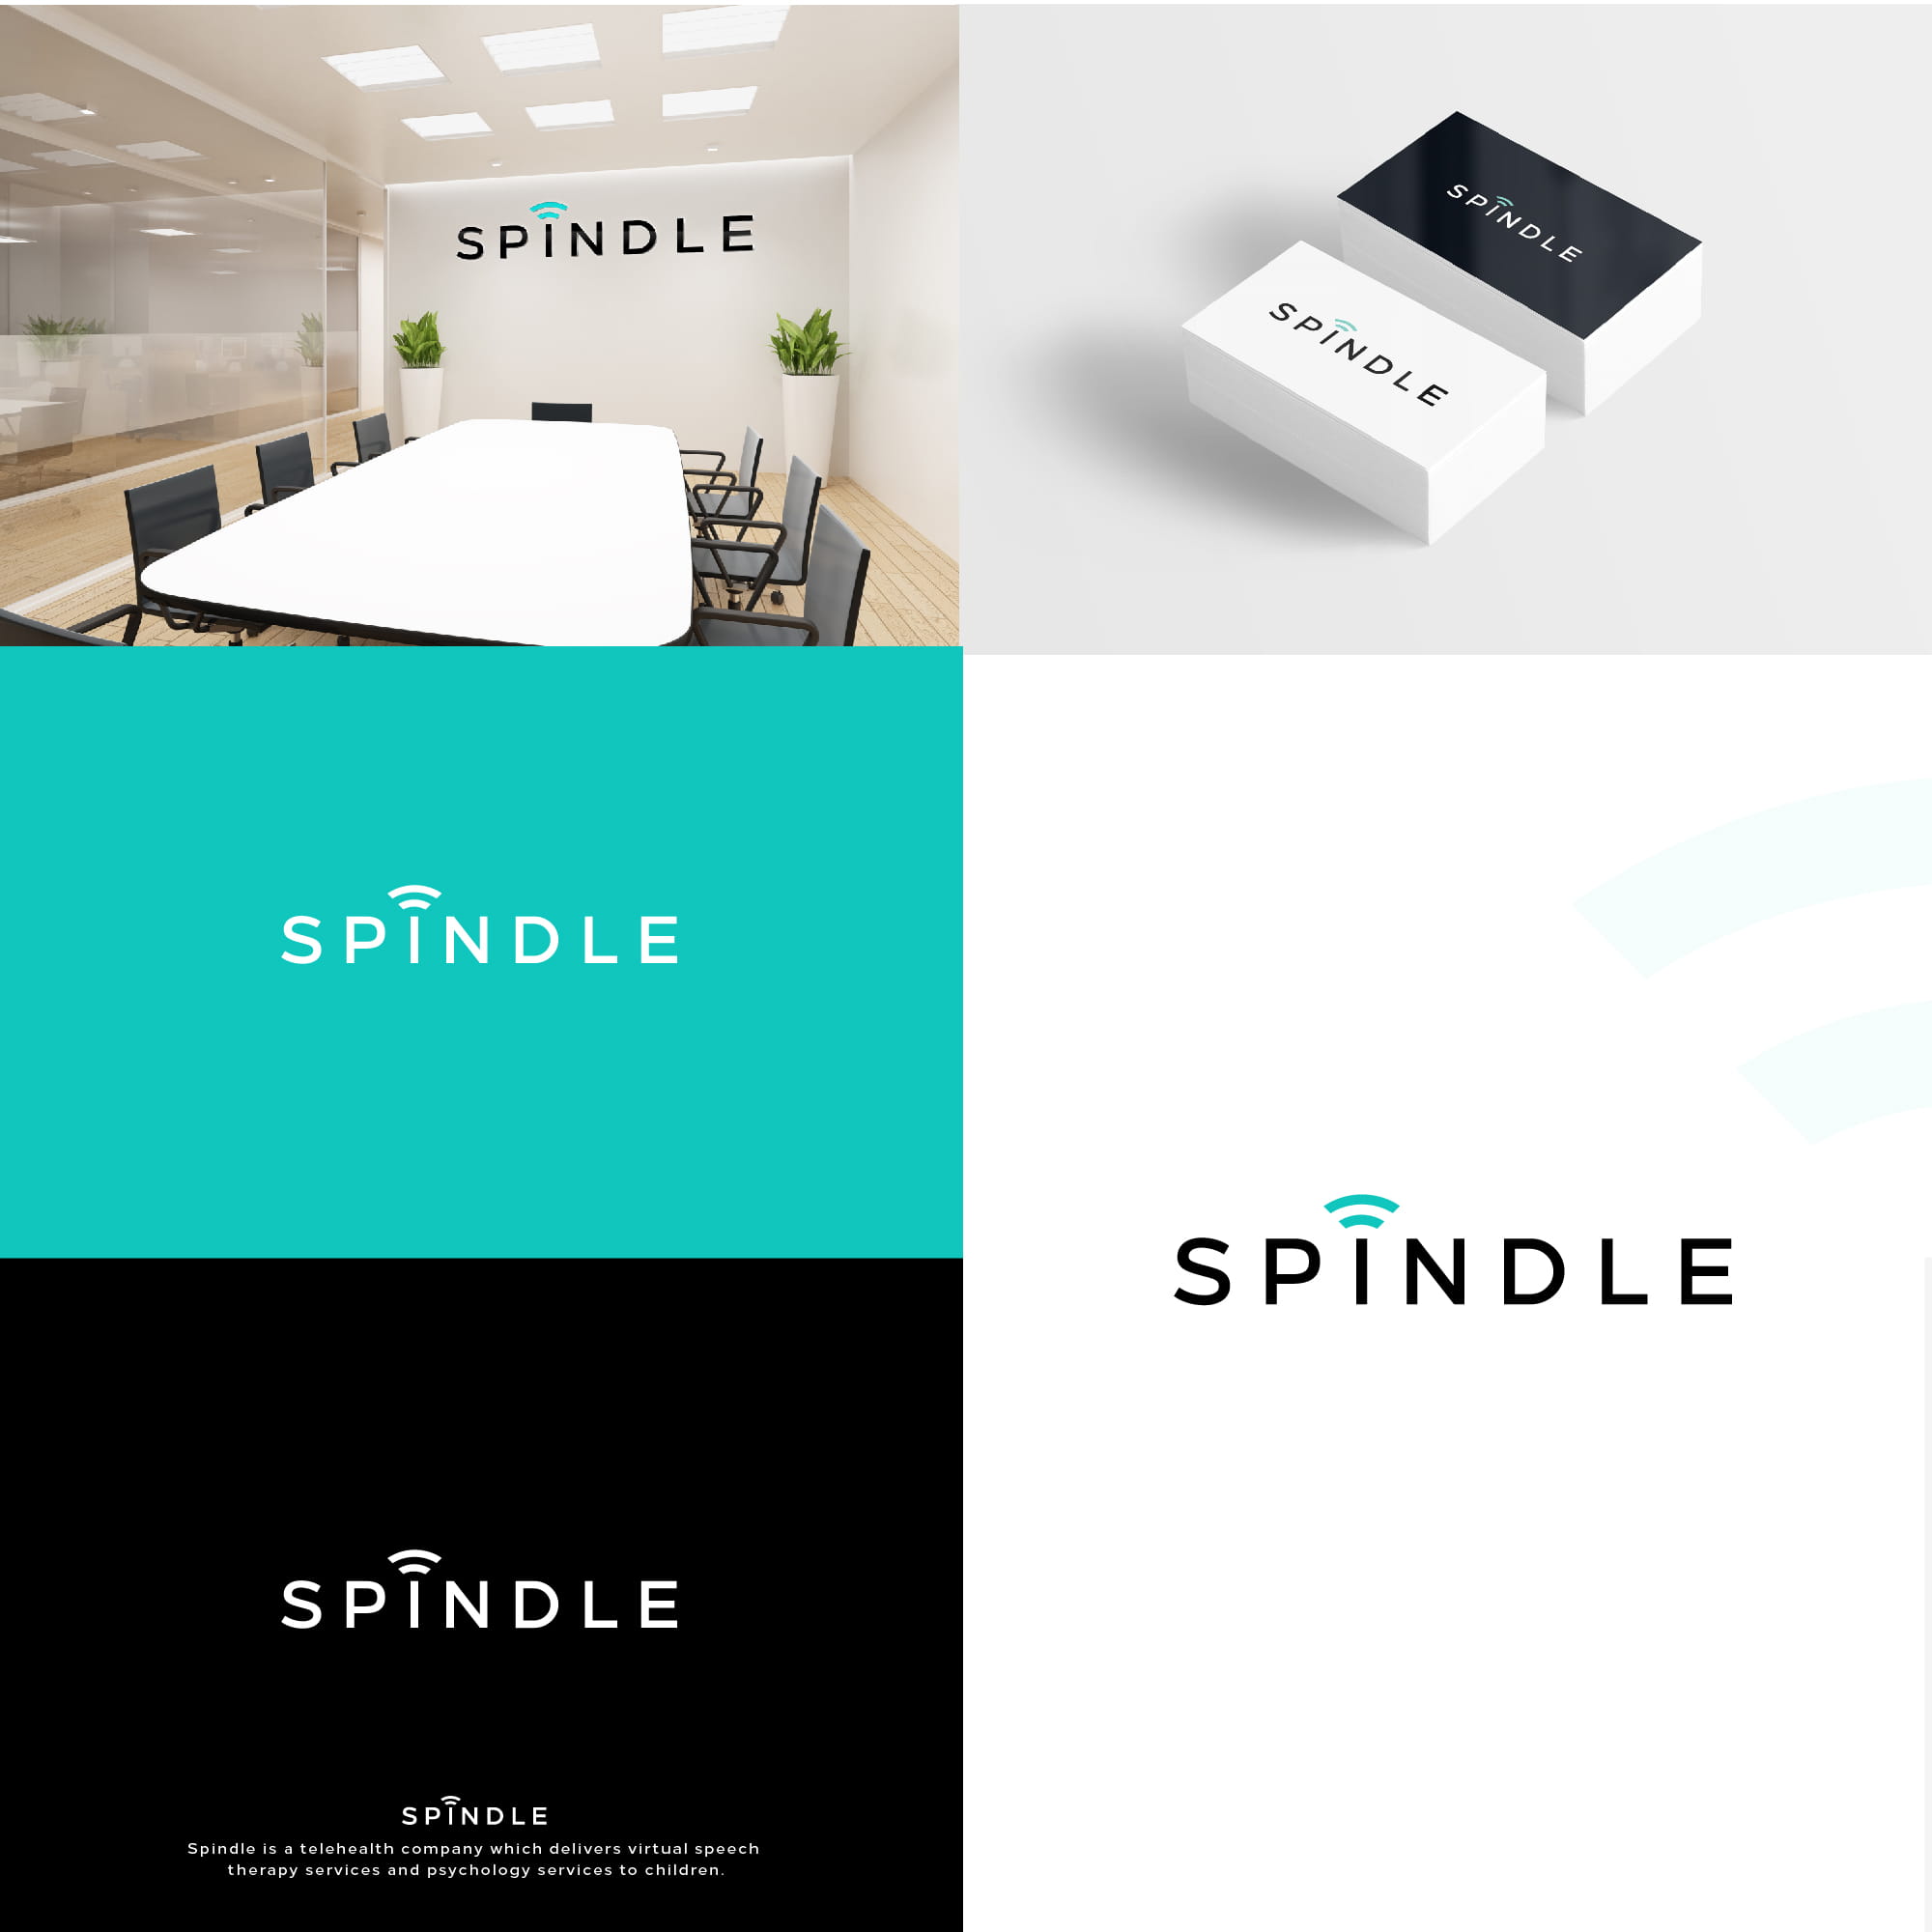 SPINDLE
SPINDLE
SPINDLE
SPINDLE
SPINDLE
SPINDLE
SPINDLE
Spindle is a telehealth company which delivers virtual speech
therapy services and psychology services to children.